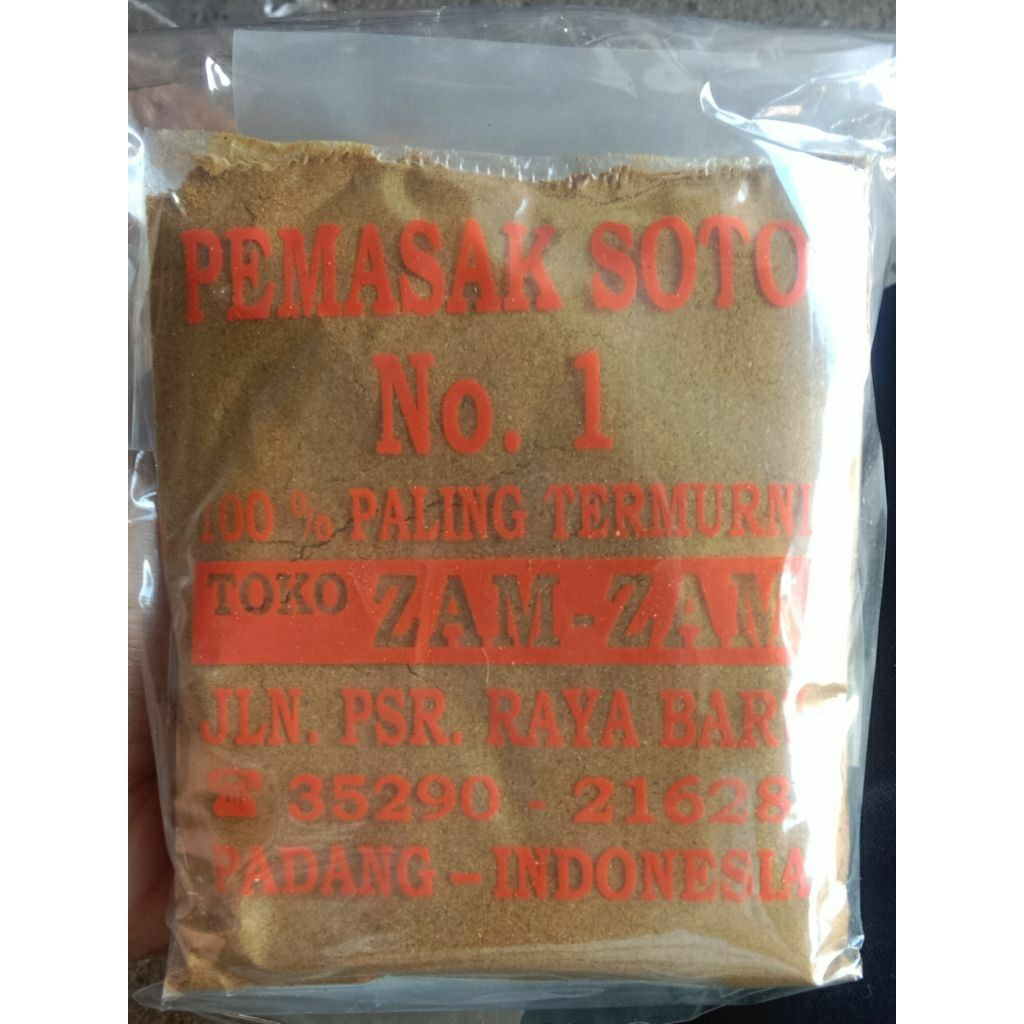 PEMASAK SOTO
No. 1
100 % PALING TERMURNI
TOKO ZAM-ZAM
JLN. PSR. RAYA BARU
☎ 35290 - 21628
PADANG - INDONESIA